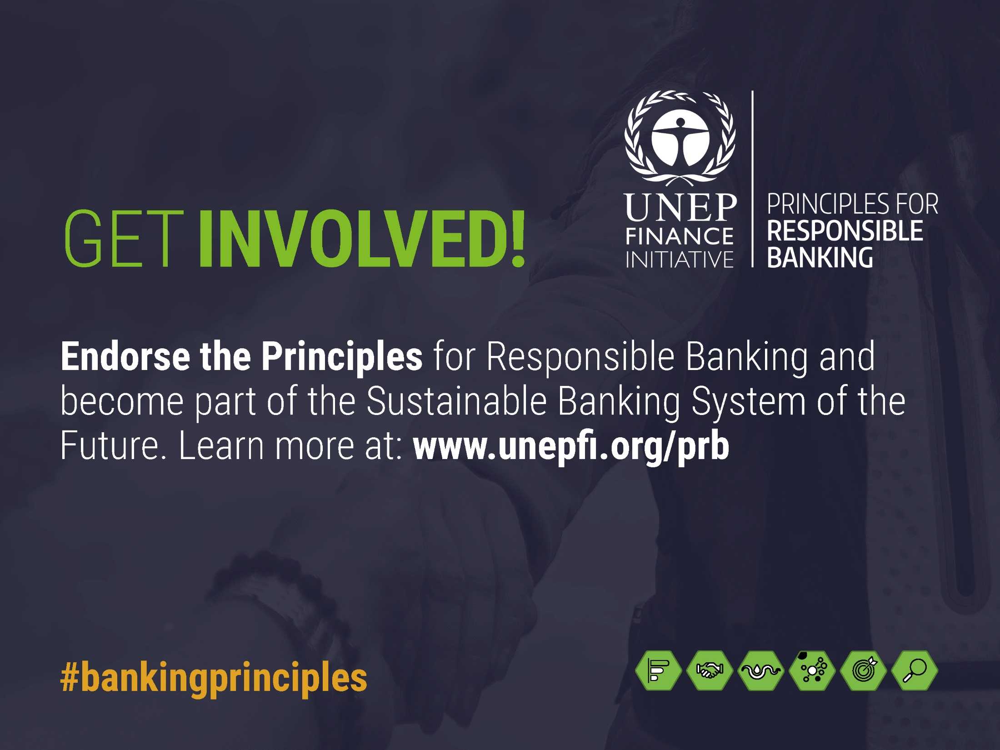 GET INVOLVED!
UNEP
FINANCE
INITIATIVE
PRINCIPLES FOR
RESPONSIBLE
BANKING
Endorse the Principles for Responsible Banking and
become part of the Sustainable Banking System of the
Future. Learn more at: www.unepfi.org/prb
#bankingprinciples